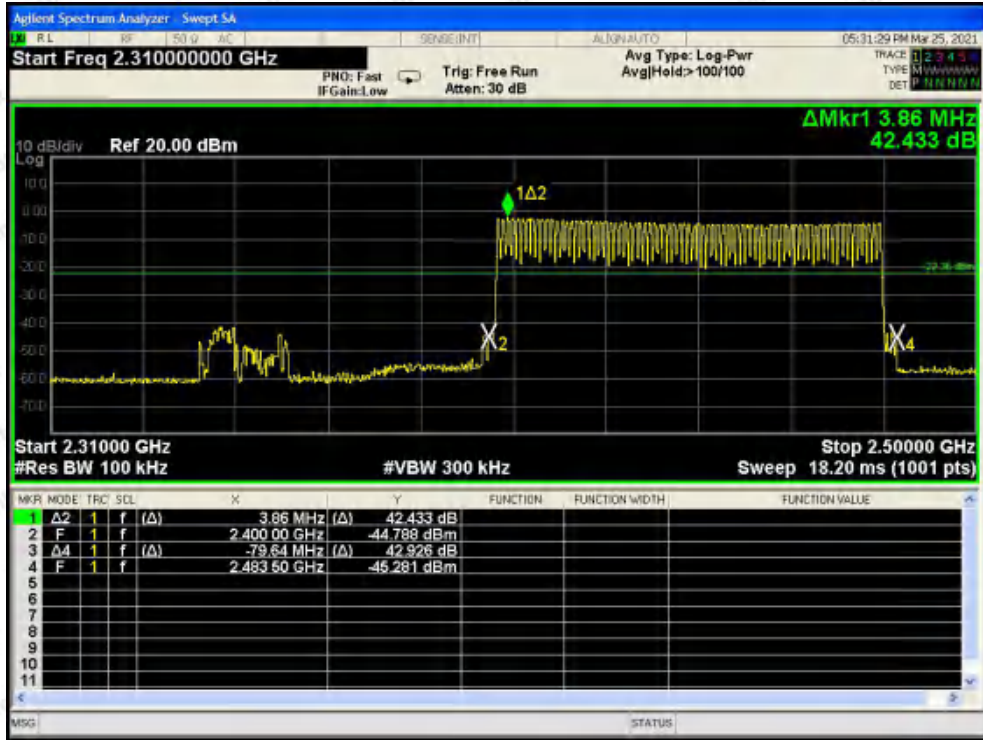 Agilent Spectrum Analyzer - Swept SA
LXI RL RF 50 Ω AC SENSE:INT ALIGN AUTO 05:31:29 PM Mar 25, 2021
Start Freq 2.310000000 GHz
PNO: Fast
IFGain:Low
Trig: Free Run
Atten: 30 dB
Avg Type: Log-Pwr
Avg|Hold:>100/100
TRACE 1 2 3 4 5 6
TYPE M
DET P N N N N N
ΔMkr1 3.86 MHz
42.433 dB
10 dB/div Ref 20.00 dBm
Log
10.0
0.00
-10.0
-20.0
-30.0
-40.0
-50.0
-60.0
-70.0
1Δ2
-22.36 dBm
2
4
Start 2.31000 GHz Stop 2.50000 GHz
#Res BW 100 kHz #VBW 300 kHz Sweep 18.20 ms (1001 pts)
MKR MODE TRC SCL X Y FUNCTION FUNCTION WIDTH FUNCTION VALUE
1 Δ2 1 f (Δ) 3.86 MHz (Δ) 42.433 dB
2 F 1 f 2.400 00 GHz -44.788 dBm
3 Δ4 1 f (Δ) -79.64 MHz (Δ) 42.926 dB
4 F 1 f 2.483 50 GHz -45.281 dBm
5
6
7
8
9
10
11
MSG STATUS